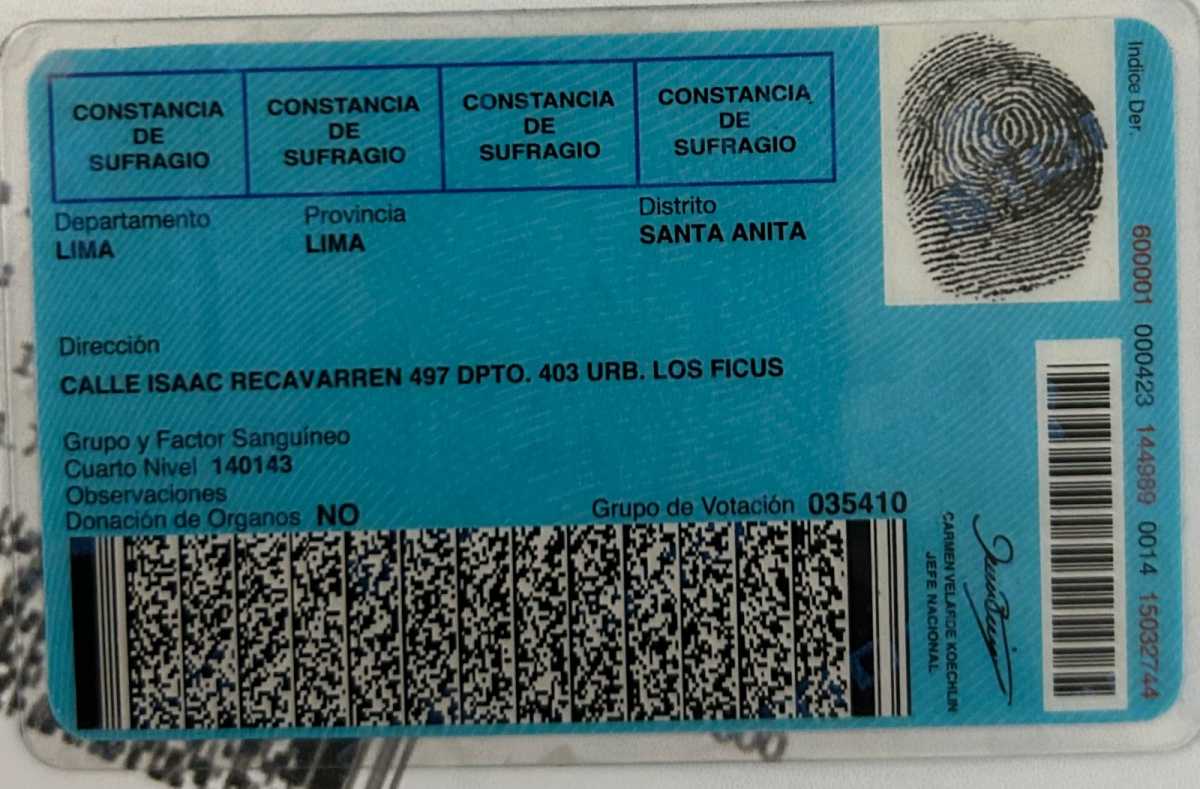 CONSTANCIA DE SUFRAGIO
CONSTANCIA DE SUFRAGIO
CONSTANCIA DE SUFRAGIO
CONSTANCIA DE SUFRAGIO
Departamento Provincia Distrito
LIMA LIMA SANTA ANITA
Dirección
CALLE ISAAC RECAVARREN 497 DPTO. 403 URB. LOS FICUS
Grupo y Factor Sanguíneo
Cuarto Nivel 140143
Observaciones
Donación de Organos NO Grupo de Votación 035410
Indice Der.
600001 000423 144989 0014 15032744
CARMEN VELARDE KOECHLIN
JEFE NACIONAL